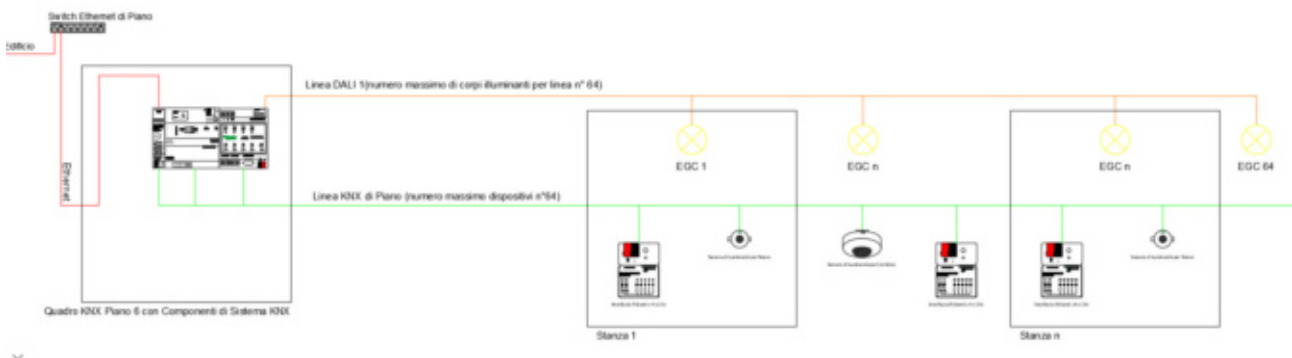 Switch Ethernet di Piano
Edificio
Linea DALI 1(numero massimo di corpi illuminanti per linea n° 64)
EGC 1
EGC n
EGC n
EGC 64
Ethernet
Linea KNX di Piano (numero massimo dispositivi n°64)
Quadro KNX Piano 6 con Componenti di Sistema KNX
Stanza 1
Stanza n